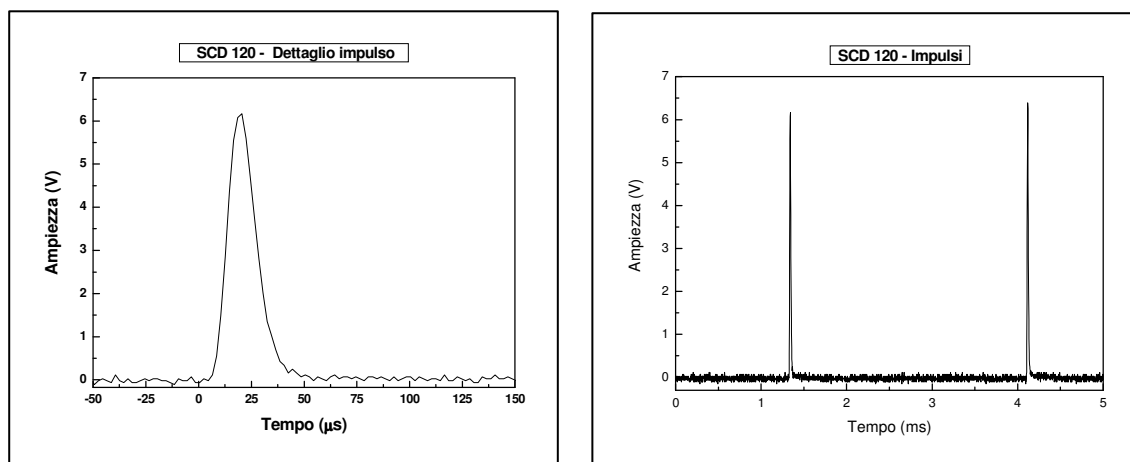 SCD 120 - Dettaglio impulso
7
6
5
4
3
2
1
0
Ampiezza (V)
-50 -25 0 25 50 75 100 125 150
Tempo (μs)
SCD 120 - Impulsi
7
6
5
4
3
2
1
0
Ampiezza (V)
0 1 2 3 4 5
Tempo (ms)